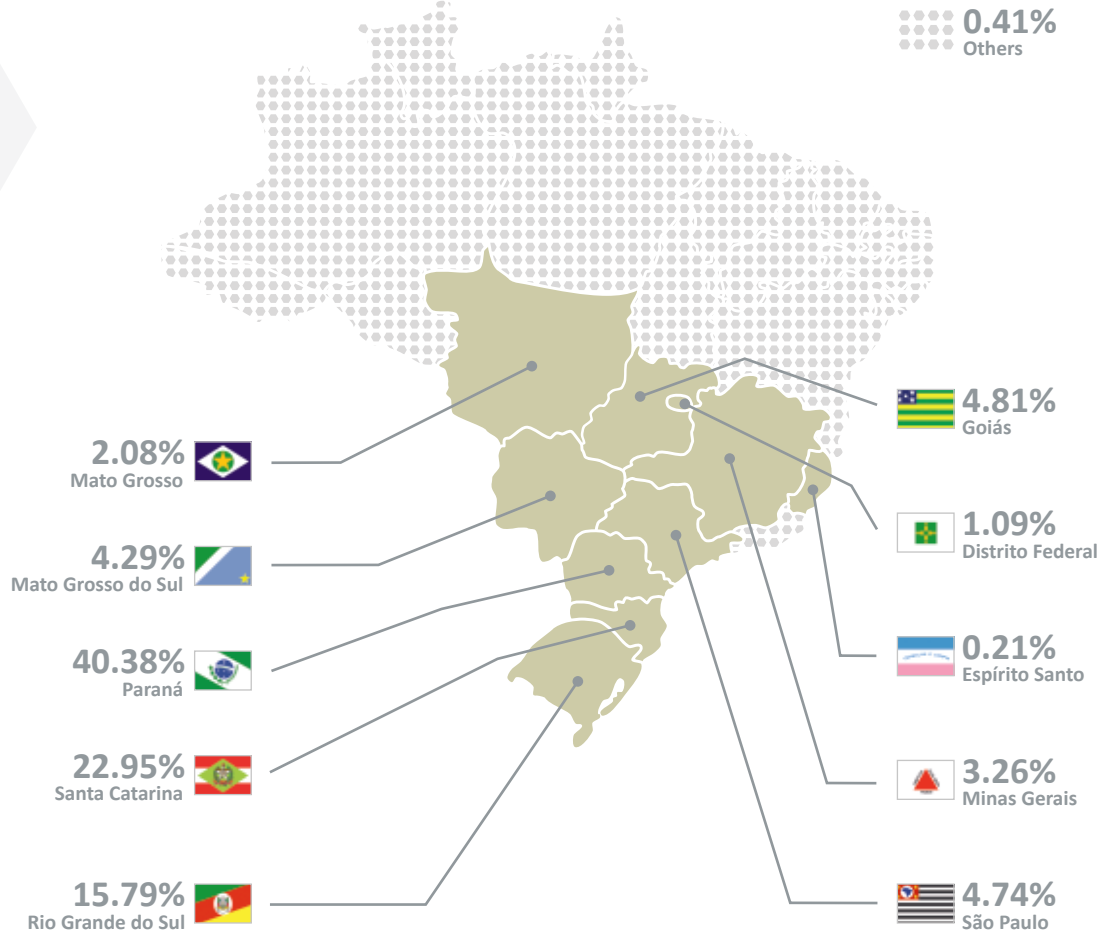 0.41%
Others
2.08%
Mato Grosso
4.29%
Mato Grosso do Sul
40.38%
Paraná
22.95%
Santa Catarina
15.79%
Rio Grande do Sul
4.81%
Goiás
1.09%
Distrito Federal
0.21%
Espírito Santo
3.26%
Minas Gerais
4.74%
São Paulo